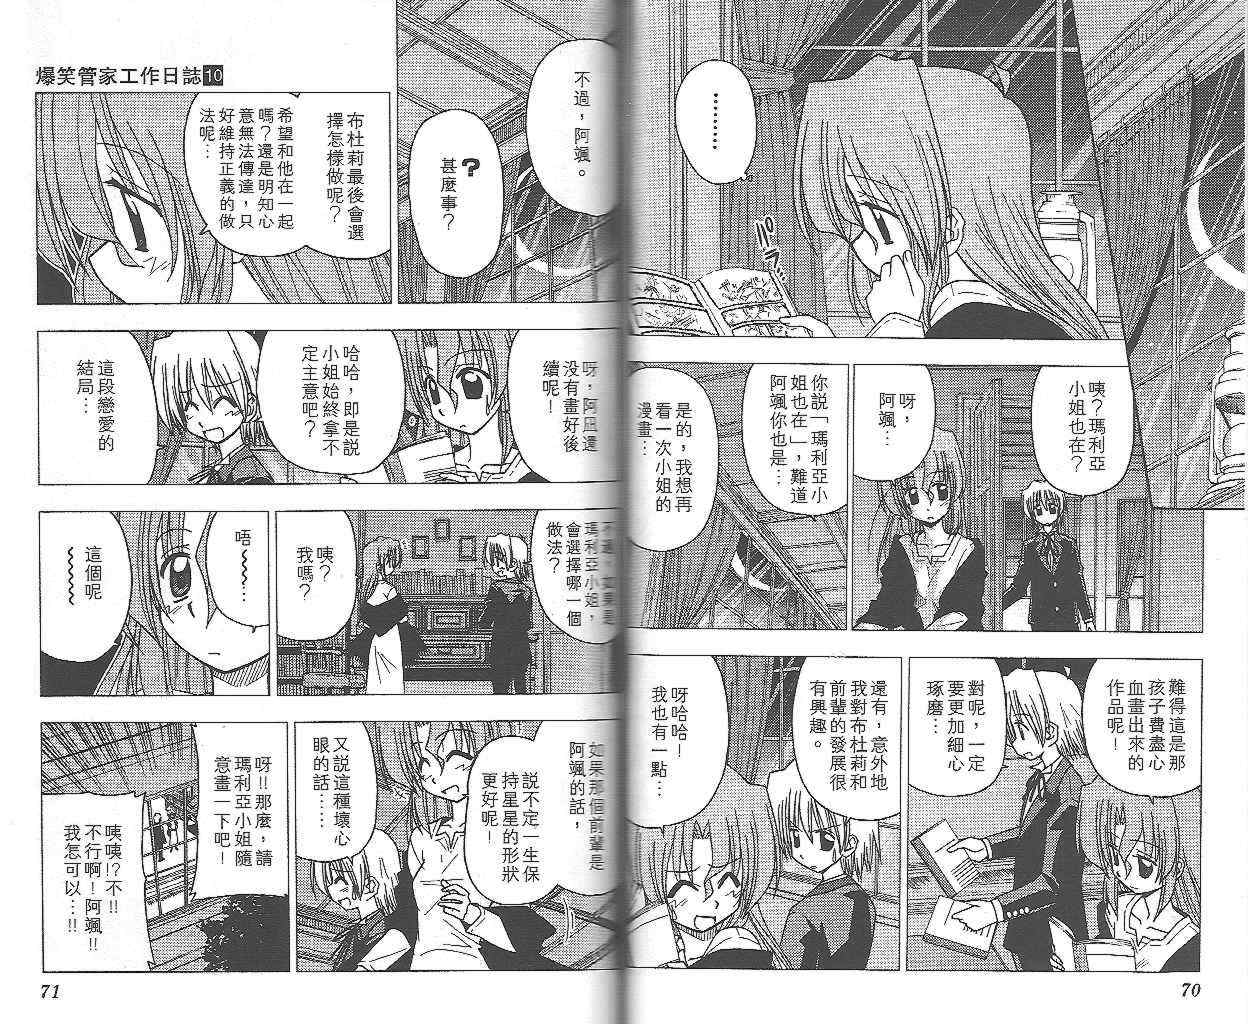 ………
咦？瑪利亞
小姐也在？
呀，
阿颯…
你說「瑪利亞小
姐也在」，難道
阿颯你也是…
是的，我想再
看一次小姐的
漫畫…
難得這是那
孩子費盡心
血畫出來的
作品呢！
對呢，一定
要更加細心
琢磨…
還有，意外地
我對布杜莉和
前輩的發展很
有興趣。
呀哈哈！
我也有一點…
70
爆笑管家工作日誌10
不過，阿颯。
？
甚麼事？
布杜莉最後會選
擇怎樣做呢？
希望和他在一起
嗎？還是明知心
意無法傳達，只
好維持正義的做
法呢…
呀，阿凪還
没有畫好後
續呢！
哈哈，即是說
小姐始終拿不
定主意吧？
這段戀愛的
結局…
不過，如果是
瑪利亞小姐，
會選擇哪一個
做法？
咦？
我嗎？
唔……
這個呢
如果那個前輩是
阿颯的話，
說不定一生保
持星星的形狀
更好呢！
又說這種壞心
眼的話……
呀!!那麼，請
瑪利亞小姐隨
意畫一下吧！
咦咦!?不!!
不行啊！阿颯!!
我怎可以…!!
71